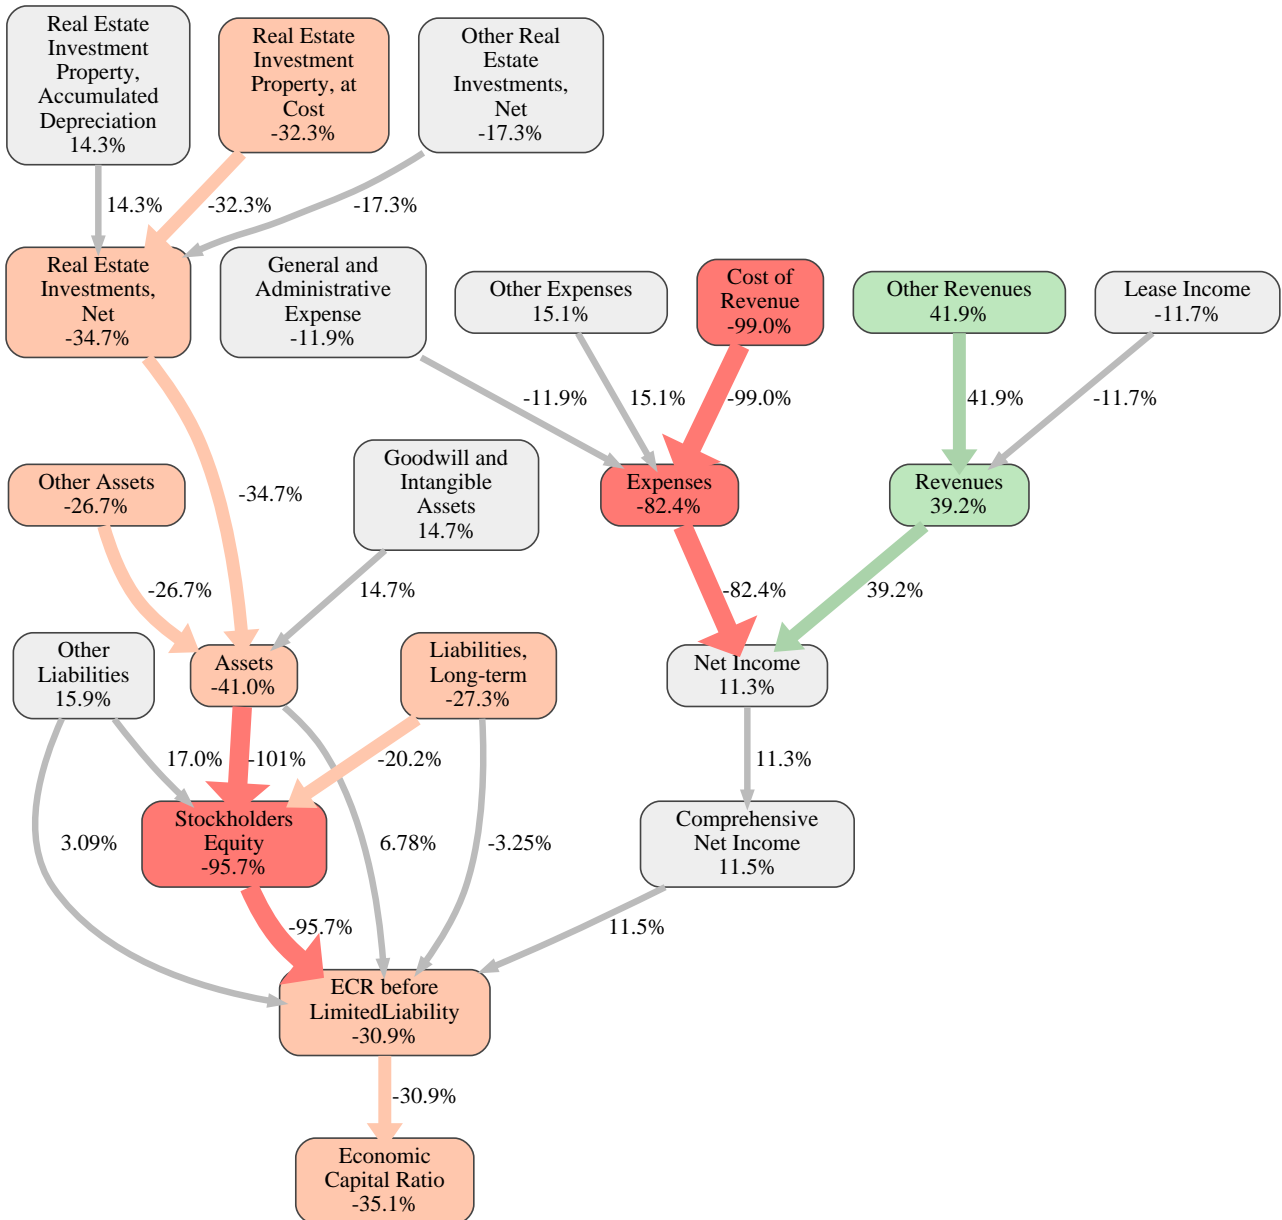 Real Estate
Investment
Property,
Accumulated
Depreciation
14.3%
Real Estate
Investment
Property, at
Cost
-32.3%
Other Real
Estate
Investments,
Net
-17.3%
14.3%
-32.3%
-17.3%
Real Estate
Investments,
Net
-34.7%
General and
Administrative
Expense
-11.9%
Other Expenses
15.1%
Cost of
Revenue
-99.0%
Other Revenues
41.9%
Lease Income
-11.7%
-11.9%
15.1%
-99.0%
41.9%
-11.7%
Other Assets
-26.7%
-34.7%
Goodwill and
Intangible
Assets
14.7%
Expenses
-82.4%
Revenues
39.2%
-26.7%
14.7%
-82.4%
39.2%
Other
Liabilities
15.9%
Assets
-41.0%
Liabilities,
Long-term
-27.3%
Net Income
11.3%
17.0%
-101%
-20.2%
11.3%
3.09%
Stockholders
Equity
-95.7%
6.78%
-3.25%
Comprehensive
Net Income
11.5%
-95.7%
11.5%
ECR before
LimitedLiability
-30.9%
-30.9%
Economic
Capital Ratio
-35.1%